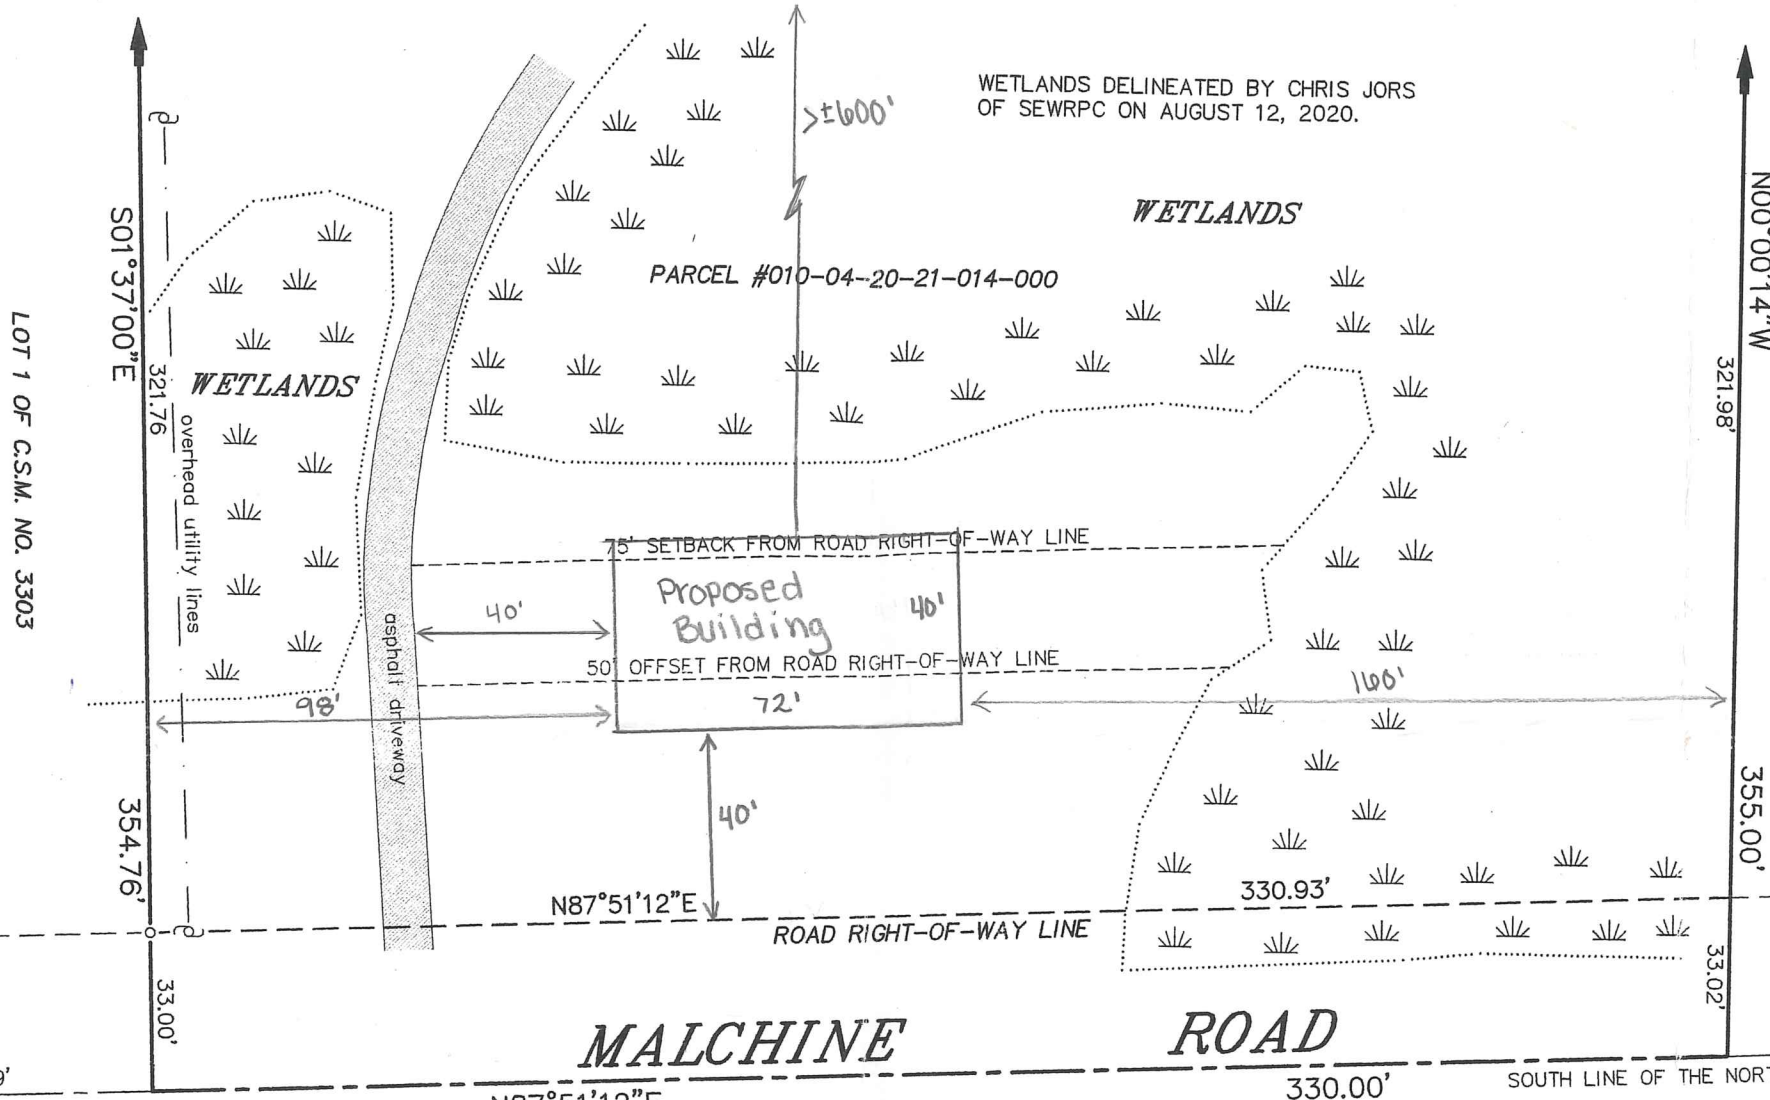 WETLANDS DELINEATED BY CHRIS JORS
OF SEWRPC ON AUGUST 12, 2020.
>±600'
WETLANDS
PARCEL #010-04-20-21-014-000
S01°37'00"E
N00°00'14"W
321.76
321.98'
LOT 1 OF C.S.M. NO. 3303
WETLANDS
overhead utility lines
75' SETBACK FROM ROAD RIGHT-OF-WAY LINE
Proposed
Building
40'
40'
asphalt driveway
50' OFFSET FROM ROAD RIGHT-OF-WAY LINE
98'
72'
160'
40'
354.76'
355.00'
N87°51'12"E
330.93'
ROAD RIGHT-OF-WAY LINE
33.00'
33.02'
MALCHINE ROAD
9'
N87°51'12"E
330.00'
SOUTH LINE OF THE NORT